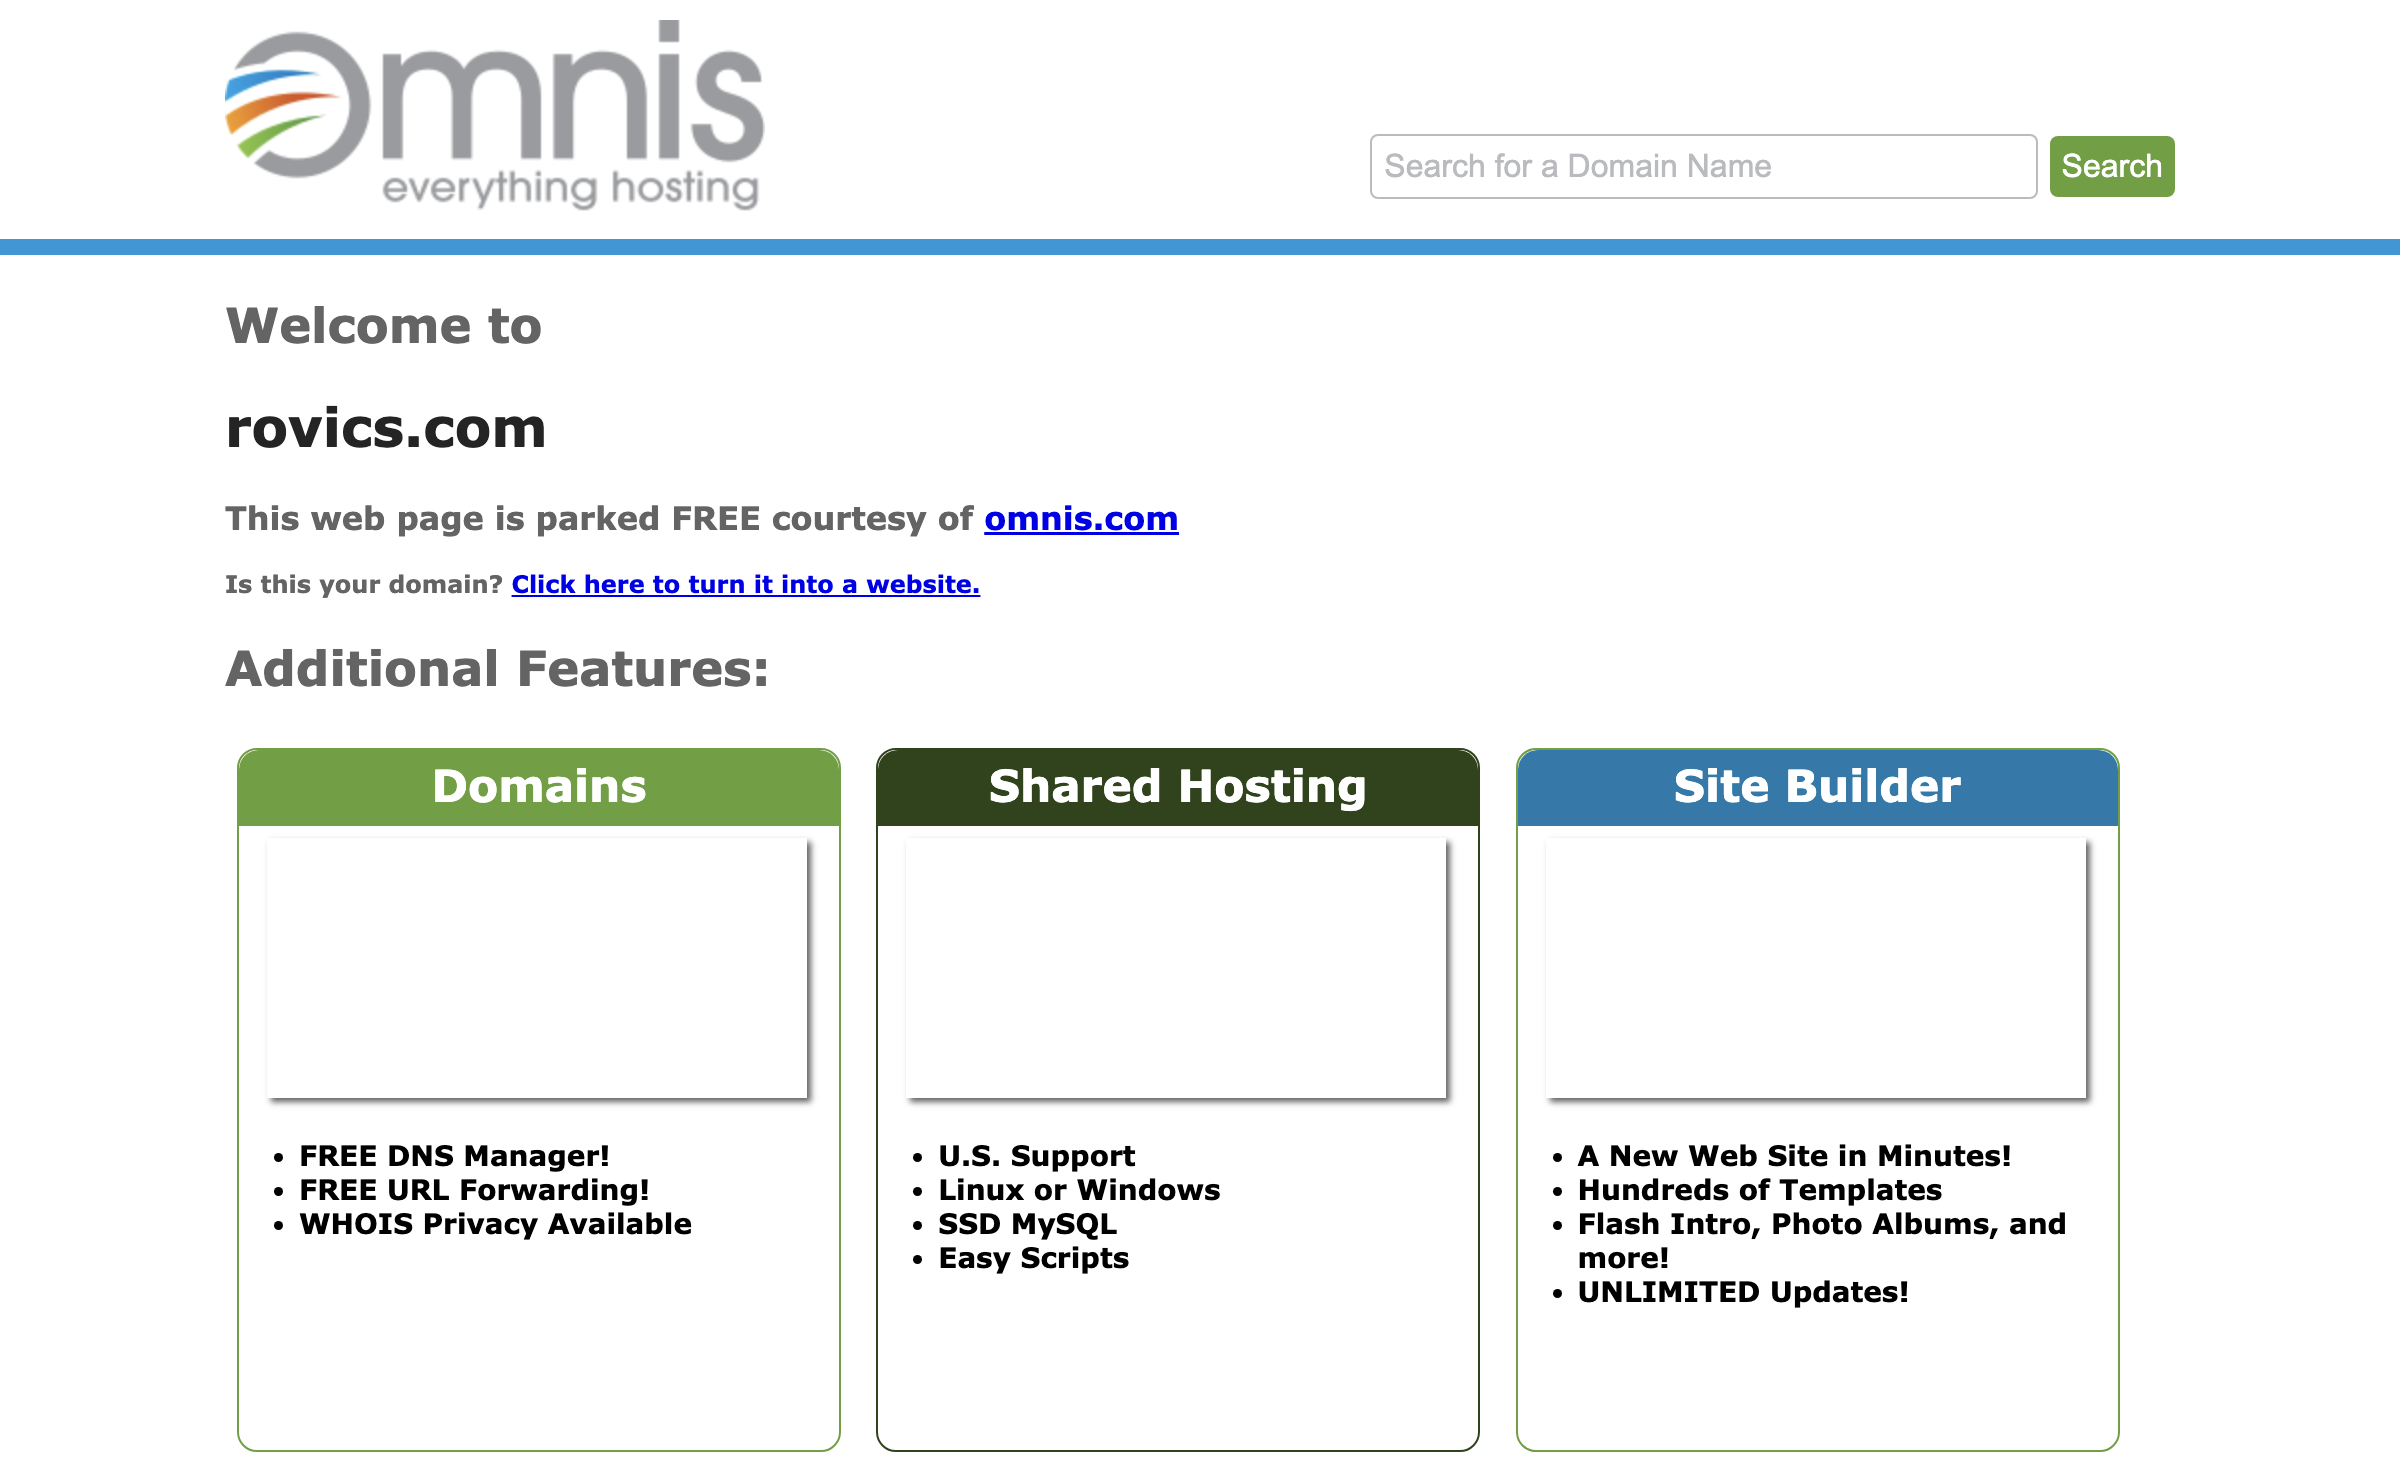 Omnis
everything hosting
Search for a Domain Name
Search
Welcome to
rovics.com
This web page is parked FREE courtesy of omnis.com
Is this your domain? Click here to turn it into a website.
Additional Features:
Domains
FREE DNS Manager!
FREE URL Forwarding!
WHOIS Privacy Available
Shared Hosting
U.S. Support
Linux or Windows
SSD MySQL
Easy Scripts
Site Builder
A New Web Site in Minutes!
Hundreds of Templates
Flash Intro, Photo Albums, and
more!
UNLIMITED Updates!